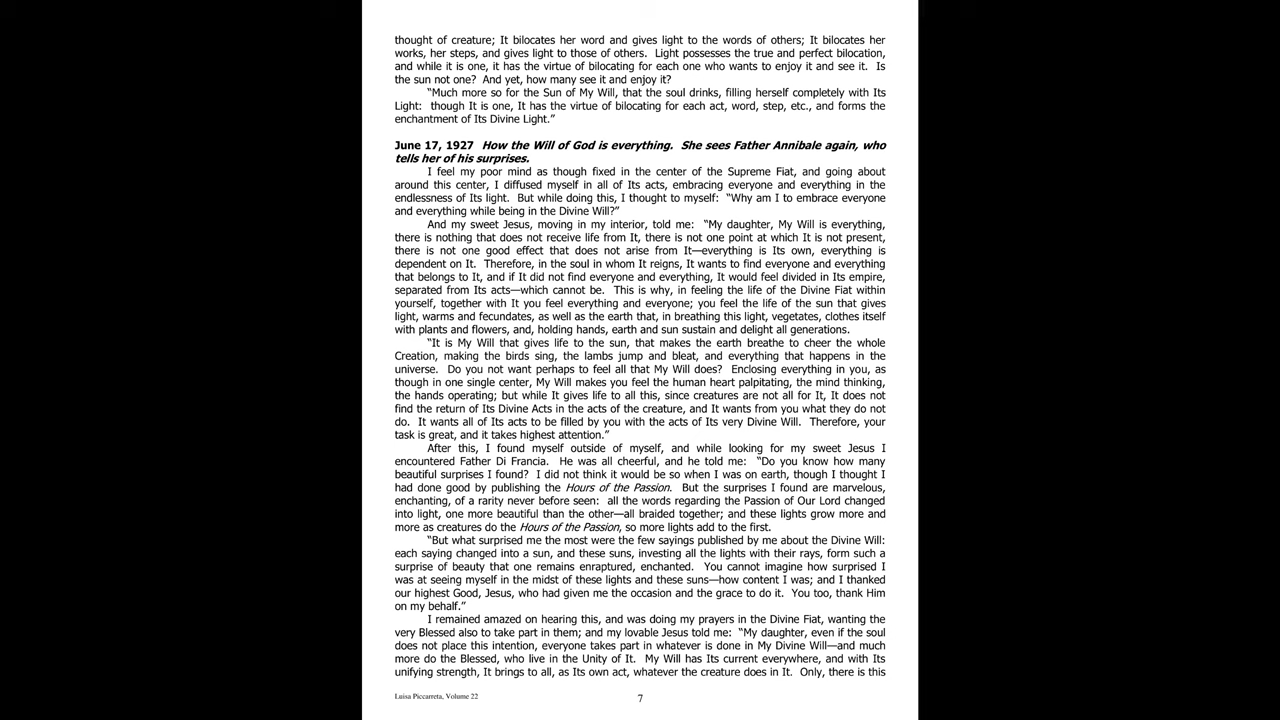 thought of creature; It bilocates her word and gives light to the words of others; It bilocates her
works, her steps, and gives light to those of others.  Light possesses the true and perfect bilocation,
and while it is one, it has the virtue of bilocating for each one who wants to enjoy it and see it.  Is
the sun not one?  And yet, how many see it and enjoy it?
“Much more so for the Sun of My Will, that the soul drinks, filling herself completely with Its
Light:  though It is one, It has the virtue of bilocating for each act, word, step, etc., and forms the
enchantment of Its Divine Light.”
June 17, 1927  How the Will of God is everything.  She sees Father Annibale again, who
tells her of his surprises.
I feel my poor mind as though fixed in the center of the Supreme Fiat, and going about
around this center, I diffused myself in all of Its acts, embracing everyone and everything in the
endlessness of Its light.  But while doing this, I thought to myself:  “Why am I to embrace everyone
and everything while being in the Divine Will?”
And my sweet Jesus, moving in my interior, told me:  “My daughter, My Will is everything,
there is nothing that does not receive life from It, there is not one point at which It is not present,
there is not one good effect that does not arise from It—everything is Its own, everything is
dependent on It.  Therefore, in the soul in whom It reigns, It wants to find everyone and everything
that belongs to It, and if It did not find everyone and everything, It would feel divided in Its empire,
separated from Its acts—which cannot be.  This is why, in feeling the life of the Divine Fiat within
yourself, together with It you feel everything and everyone; you feel the life of the sun that gives
light, warms and fecundates, as well as the earth that, in breathing this light, vegetates, clothes itself
with plants and flowers, and, holding hands, earth and sun sustain and delight all generations.
“It is My Will that gives life to the sun, that makes the earth breathe to cheer the whole
Creation, making the birds sing, the lambs jump and bleat, and everything that happens in the
universe.  Do you not want perhaps to feel all that My Will does?  Enclosing everything in you, as
though in one single center, My Will makes you feel the human heart palpitating, the mind thinking,
the hands operating; but while It gives life to all this, since creatures are not all for It, It does not
find the return of Its Divine Acts in the acts of the creature, and It wants from you what they do not
do.  It wants all of Its acts to be filled by you with the acts of Its very Divine Will.  Therefore, your
task is great, and it takes highest attention.”
After this, I found myself outside of myself, and while looking for my sweet Jesus I
encountered Father Di Francia.  He was all cheerful, and he told me:  “Do you know how many
beautiful surprises I found?  I did not think it would be so when I was on earth, though I thought I
had done good by publishing the Hours of the Passion.  But the surprises I found are marvelous,
enchanting, of a rarity never before seen:  all the words regarding the Passion of Our Lord changed
into light, one more beautiful than the other—all braided together; and these lights grow more and
more as creatures do the Hours of the Passion, so more lights add to the first.
“But what surprised me the most were the few sayings published by me about the Divine Will:
each saying changed into a sun, and these suns, investing all the lights with their rays, form such a
surprise of beauty that one remains enraptured, enchanted.  You cannot imagine how surprised I
was at seeing myself in the midst of these lights and these suns—how content I was; and I thanked
our highest Good, Jesus, who had given me the occasion and the grace to do it.  You too, thank Him
on my behalf.”
I remained amazed on hearing this, and was doing my prayers in the Divine Fiat, wanting the
very Blessed also to take part in them; and my lovable Jesus told me:  “My daughter, even if the soul
does not place this intention, everyone takes part in whatever is done in My Divine Will—and much
more do the Blessed, who live in the Unity of It.  My Will has Its current everywhere, and with Its
unifying strength, It brings to all, as Its own act, whatever the creature does in It.  Only, there is this
Luisa Piccarreta, Volume 22
7